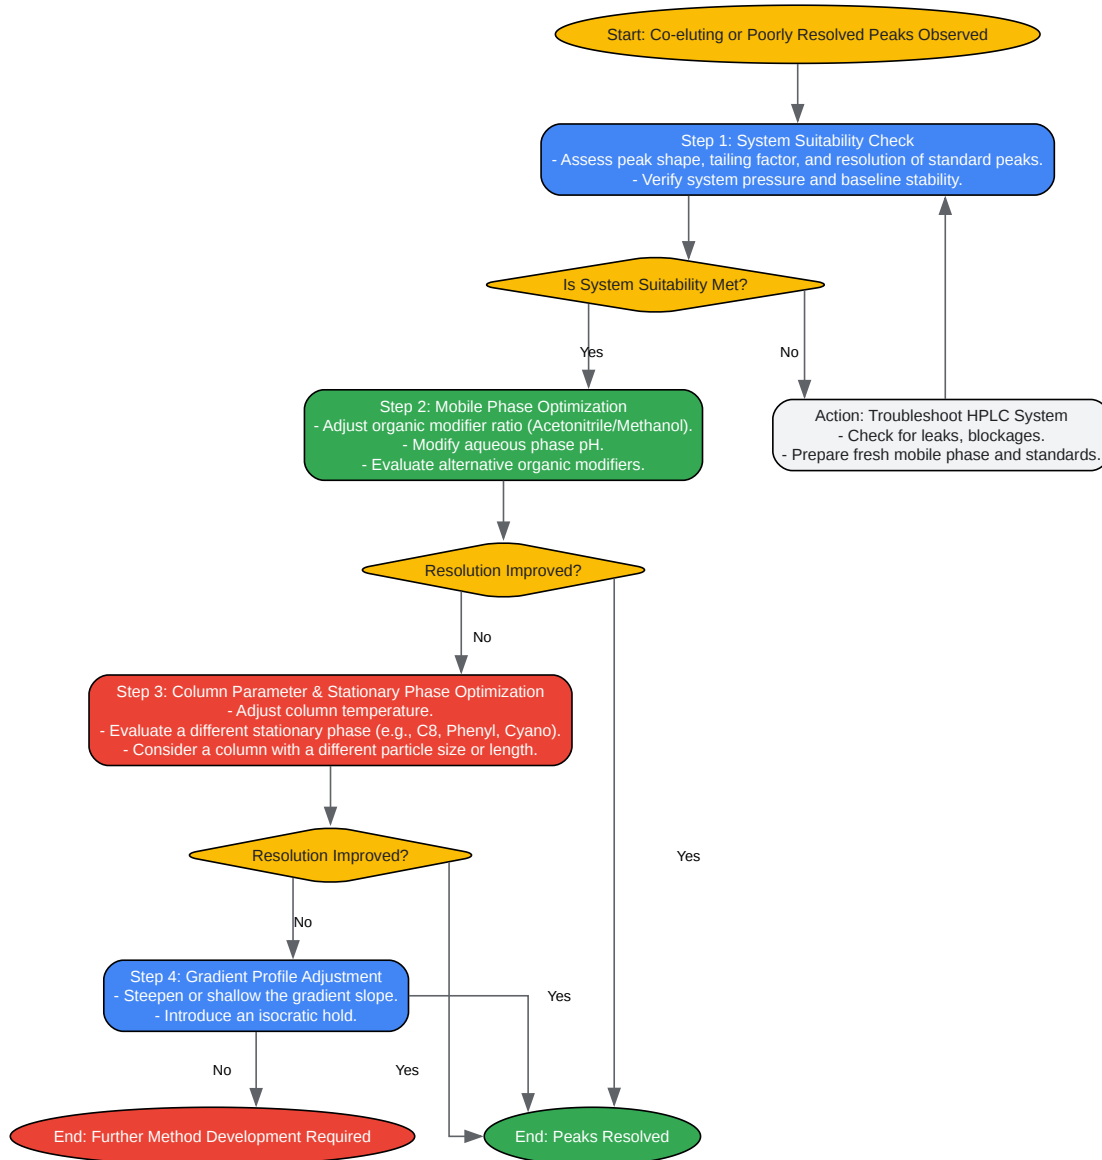 Start: Co-eluting or Poorly Resolved Peaks Observed
Step 1: System Suitability Check
- Assess peak shape, tailing factor, and resolution of standard peaks.
- Verify system pressure and baseline stability.
Is System Suitability Met?
Yes
No
Step 2: Mobile Phase Optimization
- Adjust organic modifier ratio (Acetonitrile/Methanol).
- Modify aqueous phase pH.
- Evaluate alternative organic modifiers.
Action: Troubleshoot HPLC System
- Check for leaks, blockages.
- Prepare fresh mobile phase and standards.
Resolution Improved?
No
Yes
Step 3: Column Parameter & Stationary Phase Optimization
- Adjust column temperature.
- Evaluate a different stationary phase (e.g., C8, Phenyl, Cyano).
- Consider a column with a different particle size or length.
Resolution Improved?
No
Yes
Step 4: Gradient Profile Adjustment
- Steepen or shallow the gradient slope.
- Introduce an isocratic hold.
Yes
No
End: Further Method Development Required
End: Peaks Resolved